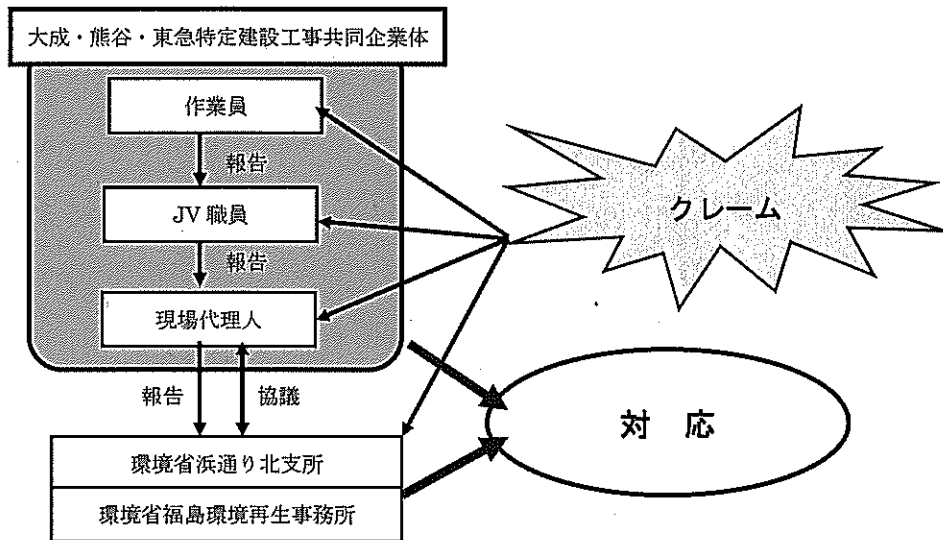 大成・熊谷・東急特定建設工事共同企業体
作業員
報告
JV 職員
報告
現場代理人
報告
協議
環境省浜通り北支所
環境省福島環境再生事務所
クレーム
対 応